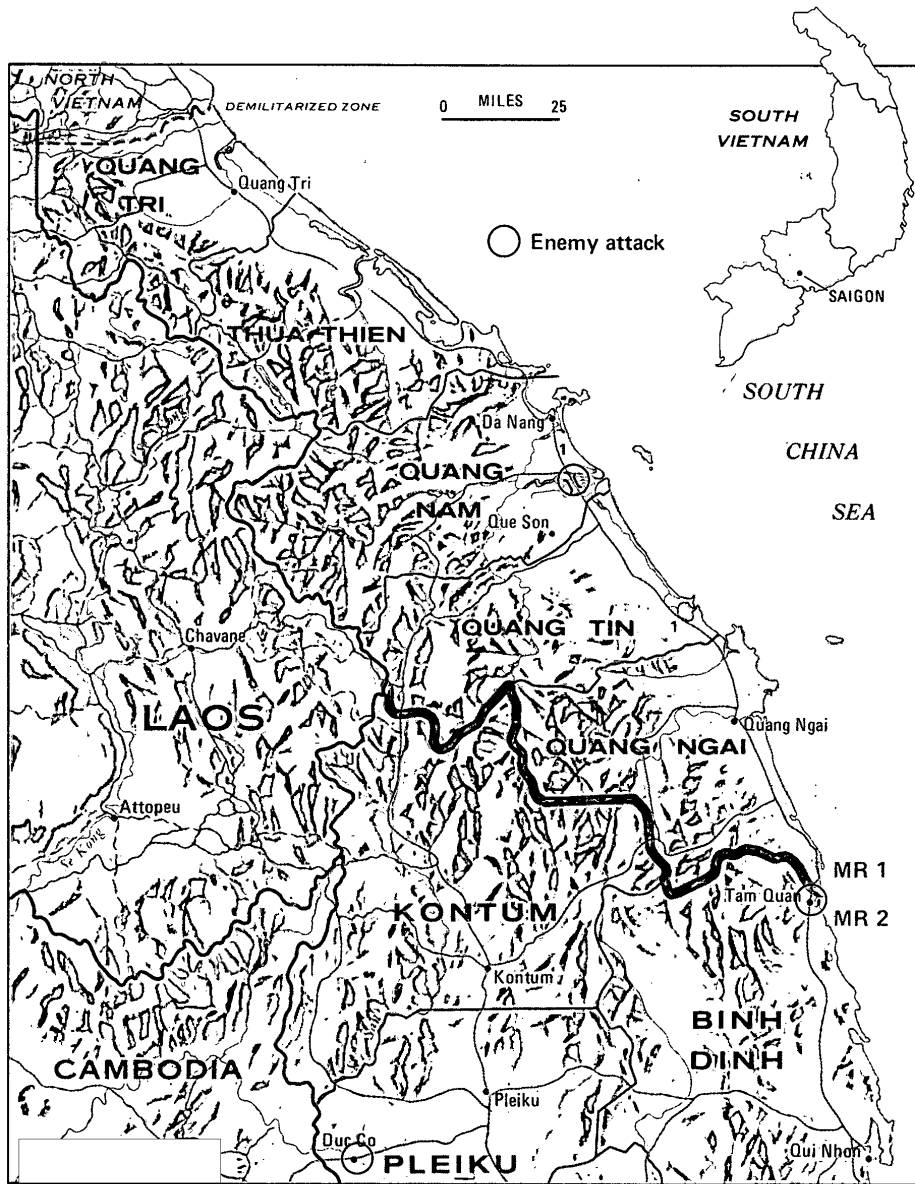 NORTH
VIETNAM
DEMILITARIZED ZONE
0 MILES 25
SOUTH
VIETNAM
QUANG
TRI
Quang Tri
Enemy attack
SAIGON
THUA THIEN
SOUTH
CHINA
SEA
Da Nang
1
QUANG
NAM
Que Son
QUANG TIN
1
Chavane
LAOS
Quang Ngai
QUANG NGAI
Attopeu
MR 1
Tam Quan
MR 2
KONTUM
Kontum
BINH
DINH
CAMBODIA
Pleiku
Duc Co
PLEIKU
Qui Nhon